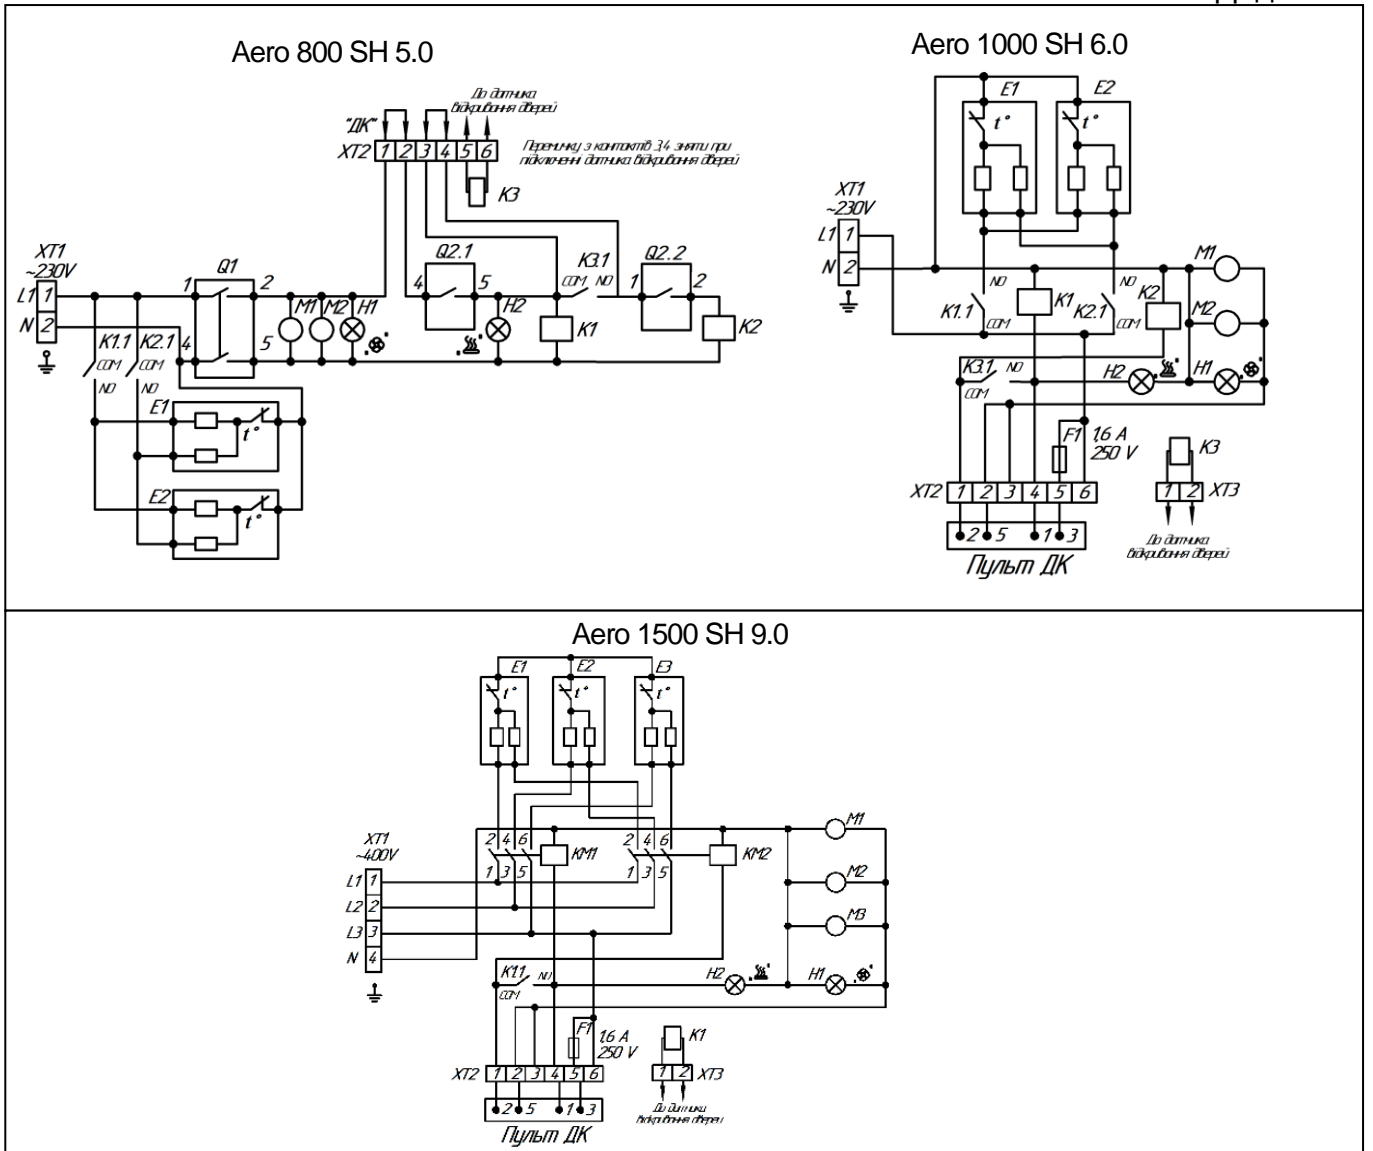 Aero 800 SH 5.0
До датчика
відкривання дверей
"ДК"
XT2 1 2 3 4 5 6
Перемичку з контактів 3,4 зняти при
підключенні датчика відкривання дверей
K3
XT1
~230V
L1 1
N 2
Q1
1 2
4 5
M1 M2 H1
Q2.1
4 5
H2
K3.1
COM NO
Q2.2
1 2
K1
K2
K1.1 K2.1
COM COM
NO NO
E1
t°
E2
t°
Aero 1000 SH 6.0
E1 E2
t° t°
XT1
~230V
L1 1
N 2
M1
NO NO
K1.1 K1 K2.1 K2
COM COM
M2
K3.1 NO
COM
H2 H1
F1 1,6 A
250 V
K3
XT2 1 2 3 4 5 6
1 2 XT3
2 5 1 3
Пульт ДК
До датчика
відкривання дверей
Aero 1500 SH 9.0
E1 E2 E3
t° t° t°
XT1
~400V
L1 1
L2 2
L3 3
N 4
2 4 6
1 3 5
KM1
2 4 6
1 3 5
KM2
M1
M2
M3
K1.1 NO
COM
H2 H1
F1 1,6 A
250 V
K1
XT2 1 2 3 4 5 6
1 2 XT3
2 5 1 3
Пульт ДК
До датчика
відкривання дверей